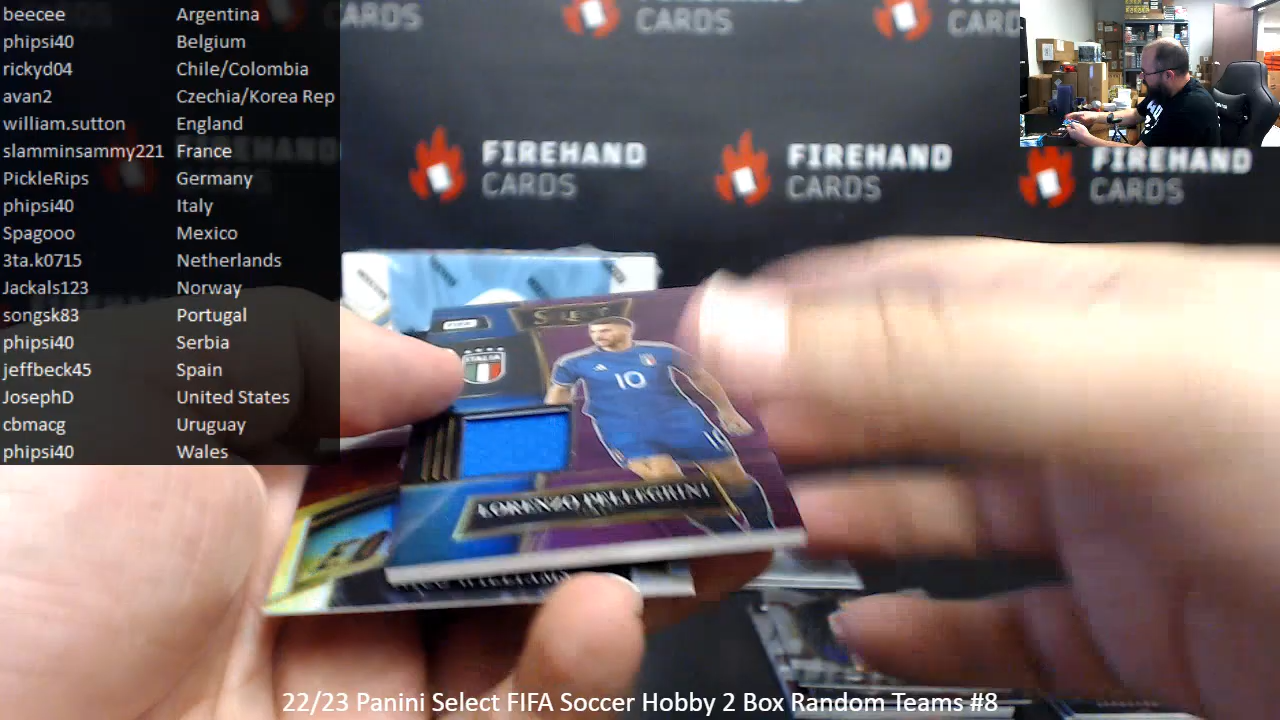 beecee Argentina
phipsi40 Belgium
rickyd04 Chile/Colombia
avan2 Czechia/Korea Rep
william.sutton England
slamminsammy221 France
PickleRips Germany
phipsi40 Italy
Spagooo Mexico
3ta.k0715 Netherlands
Jackals123 Norway
songsk83 Portugal
phipsi40 Serbia
jeffbeck45 Spain
JosephD United States
cbmacg Uruguay
phipsi40 Wales
CARDS
CARDS
FIREHAND
CARDS
FIREHAND
CARDS
FIREHAND
CARDS
SELECT
FIFA
ITALIA
10
LORENZO PELLEGRINI
22/23 Panini Select FIFA Soccer Hobby 2 Box Random Teams #8